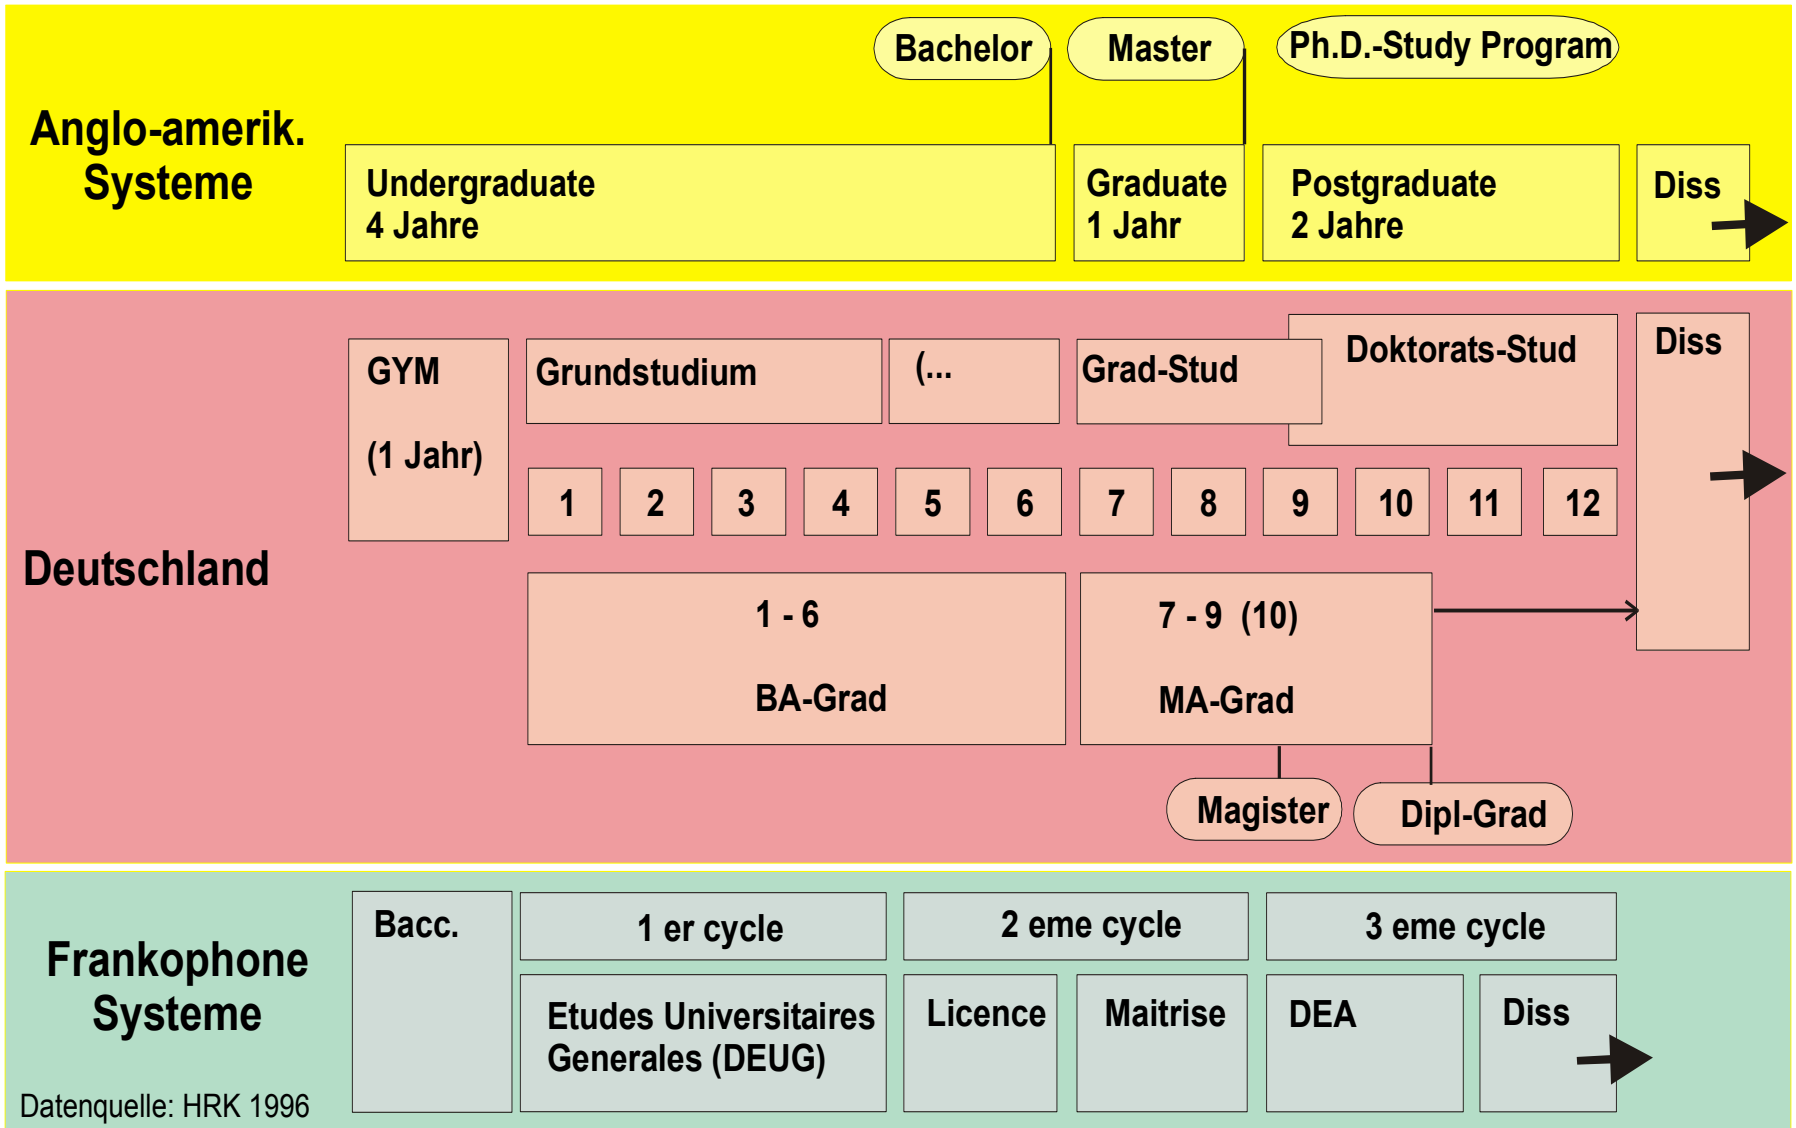 Bachelor
Master
Ph.D.-Study Program
Anglo-amerik.
Systeme
Undergraduate
4 Jahre
Graduate
1 Jahr
Postgraduate
2 Jahre
Diss
Deutschland
GYM
(1 Jahr)
Grundstudium
(...
Grad-Stud
Doktorats-Stud
Diss
1 2 3 4 5 6 7 8 9 10 11 12
1 - 6
BA-Grad
7 - 9 (10)
MA-Grad
Magister
Dipl-Grad
Frankophone
Systeme
Bacc.
1 er cycle
2 eme cycle
3 eme cycle
Etudes Universitaires
Generales (DEUG)
Licence
Maitrise
DEA
Diss
Datenquelle: HRK 1996